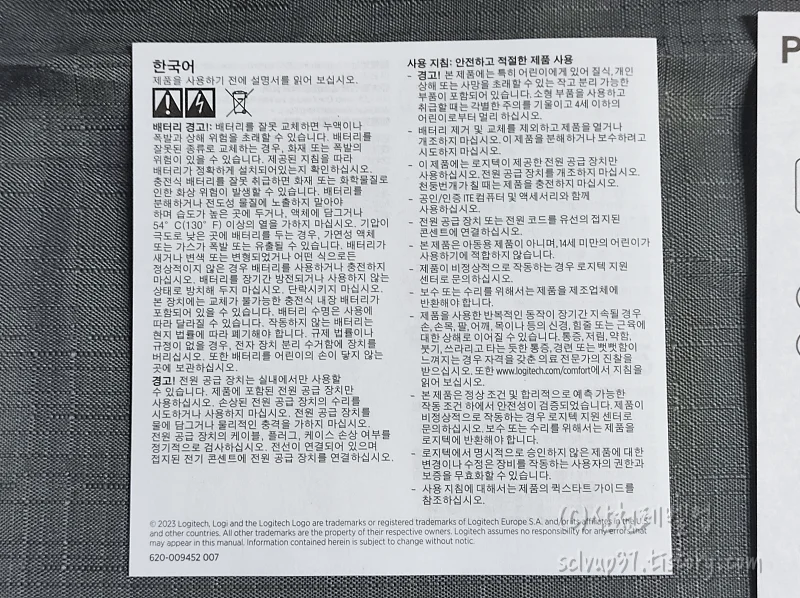 한국어
제품을 사용하기 전에 설명서를 읽어 보십시오.
배터리 경고!: 배터리를 잘못 교체하면 누액이나
폭발과 상해 위험을 초래할 수 있습니다. 배터리를
잘못된 종류로 교체하는 경우, 화재 또는 폭발의
위험이 있을 수 있습니다. 제공된 지침을 따라
배터리가 정확하게 설치되어있는지 확인하십시오.
충전식 배터리를 잘못 취급하면 화재 또는 화학물질로
인한 화상 위험이 발생할 수 있습니다. 배터리를
분해하거나 전도성 물질에 노출하지 말아야
하며 습도가 높은 곳에 두거나, 액체에 담그거나
54° C(130° F) 이상의 열을 가하지 마십시오. 기압이
극도로 낮은 곳에 배터리를 두는 경우, 가연성 액체
또는 가스가 폭발 또는 유출될 수 있습니다. 배터리가
새거나 변색 또는 변형되었거나 어떤 식으로든
정상적이지 않은 경우 배터리를 사용하거나 충전하지
마십시오. 배터리를 장기간 방전되거나 사용하지 않는
상태로 방치해 두지 마십시오. 단락시키지 마십시오.
본 장치에는 교체가 불가능한 충전식 내장 배터리가
포함되어 있을 수 있습니다. 배터리 수명은 사용에
따라 달라질 수 있습니다. 작동하지 않는 배터리는
현지 법률에 따라 폐기해야 합니다. 규제 법률이나
규정이 없을 경우, 전자 장치 분리 수거함에 장치를
버리십시오. 또한 배터리를 어린이의 손이 닿지 않는
곳에 보관하십시오.
경고! 전원 공급 장치는 실내에서만 사용할
수 있습니다. 제품에 포함된 전원 공급 장치만
사용하십시오. 손상된 전원 공급 장치의 수리를
시도하거나 사용하지 마십시오. 전원 공급 장치를
물에 담그거나 물리적인 충격을 가하지 마십시오.
전원 공급 장치의 케이블, 플러그, 케이스 손상 여부를
정기적으로 검사하십시오. 전선이 연결되어 있으며
접지된 전기 콘센트에 전원 공급 장치를 연결하십시오.
사용 지침: 안전하고 적절한 제품 사용
- 경고! 본 제품에는 특히 어린이에게 있어 질식, 개인
상해 또는 사망을 초래할 수 있는 작고 분리 가능한
부품이 포함되어 있습니다. 소형 부품을 사용하고
취급할 때는 각별한 주의를 기울이고 4세 이하의
어린이로부터 멀리 하십시오.
- 배터리 제거 및 교체를 제외하고 제품을 열거나
개조하지 마십시오. 이 제품을 분해하거나 보수하려고
시도하지 마십시오.
- 이 제품에는 로지텍이 제공한 전원 공급 장치만
사용하십시오. 전원 공급 장치를 개조하지 마십시오.
천둥번개가 칠 때는 제품을 충전하지 마십시오.
- 공인/인증 ITE 컴퓨터 및 액세서리와 함께
사용하십시오.
- 전원 공급 장치 또는 전원 코드를 유선의 접지된
콘센트에 연결하십시오.
- 본 제품은 아동용 제품이 아니며, 14세 미만의 어린이가
사용하기에 적합하지 않습니다.
- 제품이 비정상적으로 작동하는 경우 로지텍 지원
센터로 문의하십시오.
- 보수 또는 수리를 위해서는 제품을 제조업체에
반환해야 합니다.
- 제품을 사용한 반복적인 동작이 장기간 지속될 경우
손, 손목, 팔, 어깨, 목이나 등의 신경, 힘줄 또는 근육에
대한 상해로 이어질 수 있습니다. 통증, 저림, 약함,
붓기, 쓰라리고 타는 듯한 통증, 경련 또는 뻣뻣함이
느껴지는 경우 자격을 갖춘 의료 전문가의 진찰을
받으십시오. 또한 www.logitech.com/comfort에서 지침을
읽어 보십시오.
- 본 제품은 정상 조건 및 합리적으로 예측 가능한
작동 조건 하에서 안전성이 검증되었습니다. 제품이
비정상적으로 작동하는 경우 로지텍 지원 센터로
문의하십시오. 보수 또는 수리를 위해서는 제품을
로지텍에 반환해야 합니다.
- 로지텍에서 명시적으로 승인하지 않은 제품에 대한
변경이나 수정은 장비를 작동하는 사용자의 권한과
보증을 무효화할 수 있습니다.
- 사용 지침에 대해서는 제품의 퀵스타트 가이드를
참조하십시오.
© 2023 Logitech, Logi and the Logitech Logo are trademarks or registered trademarks of Logitech Europe S.A. and/or its affiliates in the U.S.
and other countries. All other trademarks are the property of their respective owners. Logitech assumes no responsibility for any errors that
may appear in this manual. Information contained herein is subject to change without notice.
620-009452 007
P
sclvup97.tistory.com